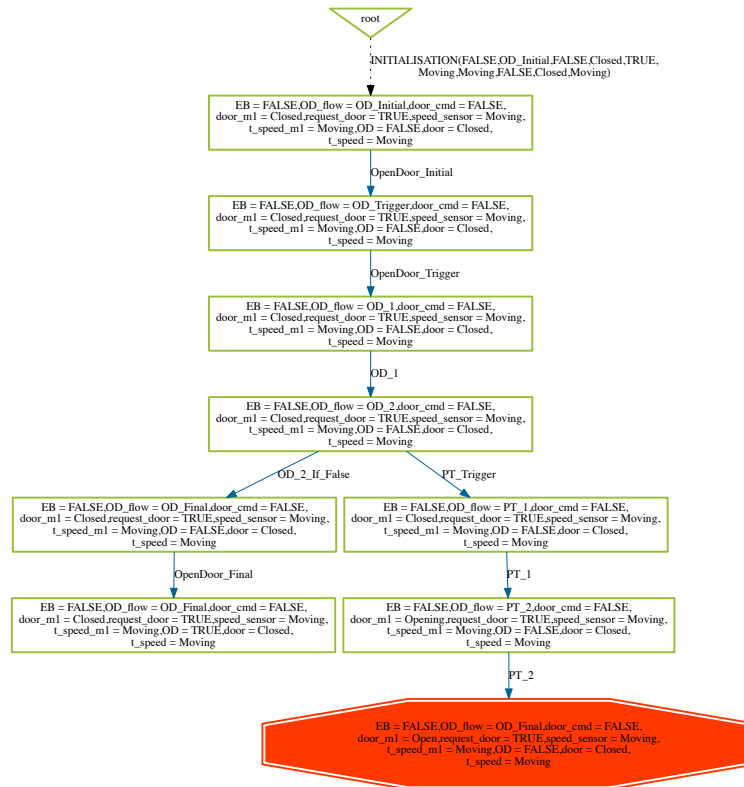 root
INITIALISATION(FALSE,OD_Initial,FALSE,Closed,TRUE,
Moving,Moving,FALSE,Closed,Moving)
EB = FALSE,OD_flow = OD_Initial,door_cmd = FALSE,
door_m1 = Closed,request_door = TRUE,speed_sensor = Moving,
t_speed_m1 = Moving,OD = FALSE,door = Closed,
t_speed = Moving
OpenDoor_Initial
EB = FALSE,OD_flow = OD_Trigger,door_cmd = FALSE,
door_m1 = Closed,request_door = TRUE,speed_sensor = Moving,
t_speed_m1 = Moving,OD = FALSE,door = Closed,
t_speed = Moving
OpenDoor_Trigger
EB = FALSE,OD_flow = OD_1,door_cmd = FALSE,
door_m1 = Closed,request_door = TRUE,speed_sensor = Moving,
t_speed_m1 = Moving,OD = FALSE,door = Closed,
t_speed = Moving
OD_1
EB = FALSE,OD_flow = OD_2,door_cmd = FALSE,
door_m1 = Closed,request_door = TRUE,speed_sensor = Moving,
t_speed_m1 = Moving,OD = FALSE,door = Closed,
t_speed = Moving
OD_2_If_False
PT_Trigger
EB = FALSE,OD_flow = OD_Final,door_cmd = FALSE,
door_m1 = Closed,request_door = TRUE,speed_sensor = Moving,
t_speed_m1 = Moving,OD = FALSE,door = Closed,
t_speed = Moving
EB = FALSE,OD_flow = PT_1,door_cmd = FALSE,
door_m1 = Closed,request_door = TRUE,speed_sensor = Moving,
t_speed_m1 = Moving,OD = FALSE,door = Closed,
t_speed = Moving
OpenDoor_Final
PT_1
EB = FALSE,OD_flow = OD_Final,door_cmd = FALSE,
door_m1 = Closed,request_door = TRUE,speed_sensor = Moving,
t_speed_m1 = Moving,OD = TRUE,door = Closed,
t_speed = Moving
EB = FALSE,OD_flow = PT_2,door_cmd = FALSE,
door_m1 = Opening,request_door = TRUE,speed_sensor = Moving,
t_speed_m1 = Moving,OD = FALSE,door = Closed,
t_speed = Moving
PT_2
EB = FALSE,OD_flow = OD_Final,door_cmd = FALSE,
door_m1 = Open,request_door = TRUE,speed_sensor = Moving,
t_speed_m1 = Moving,OD = FALSE,door = Closed,
t_speed = Moving